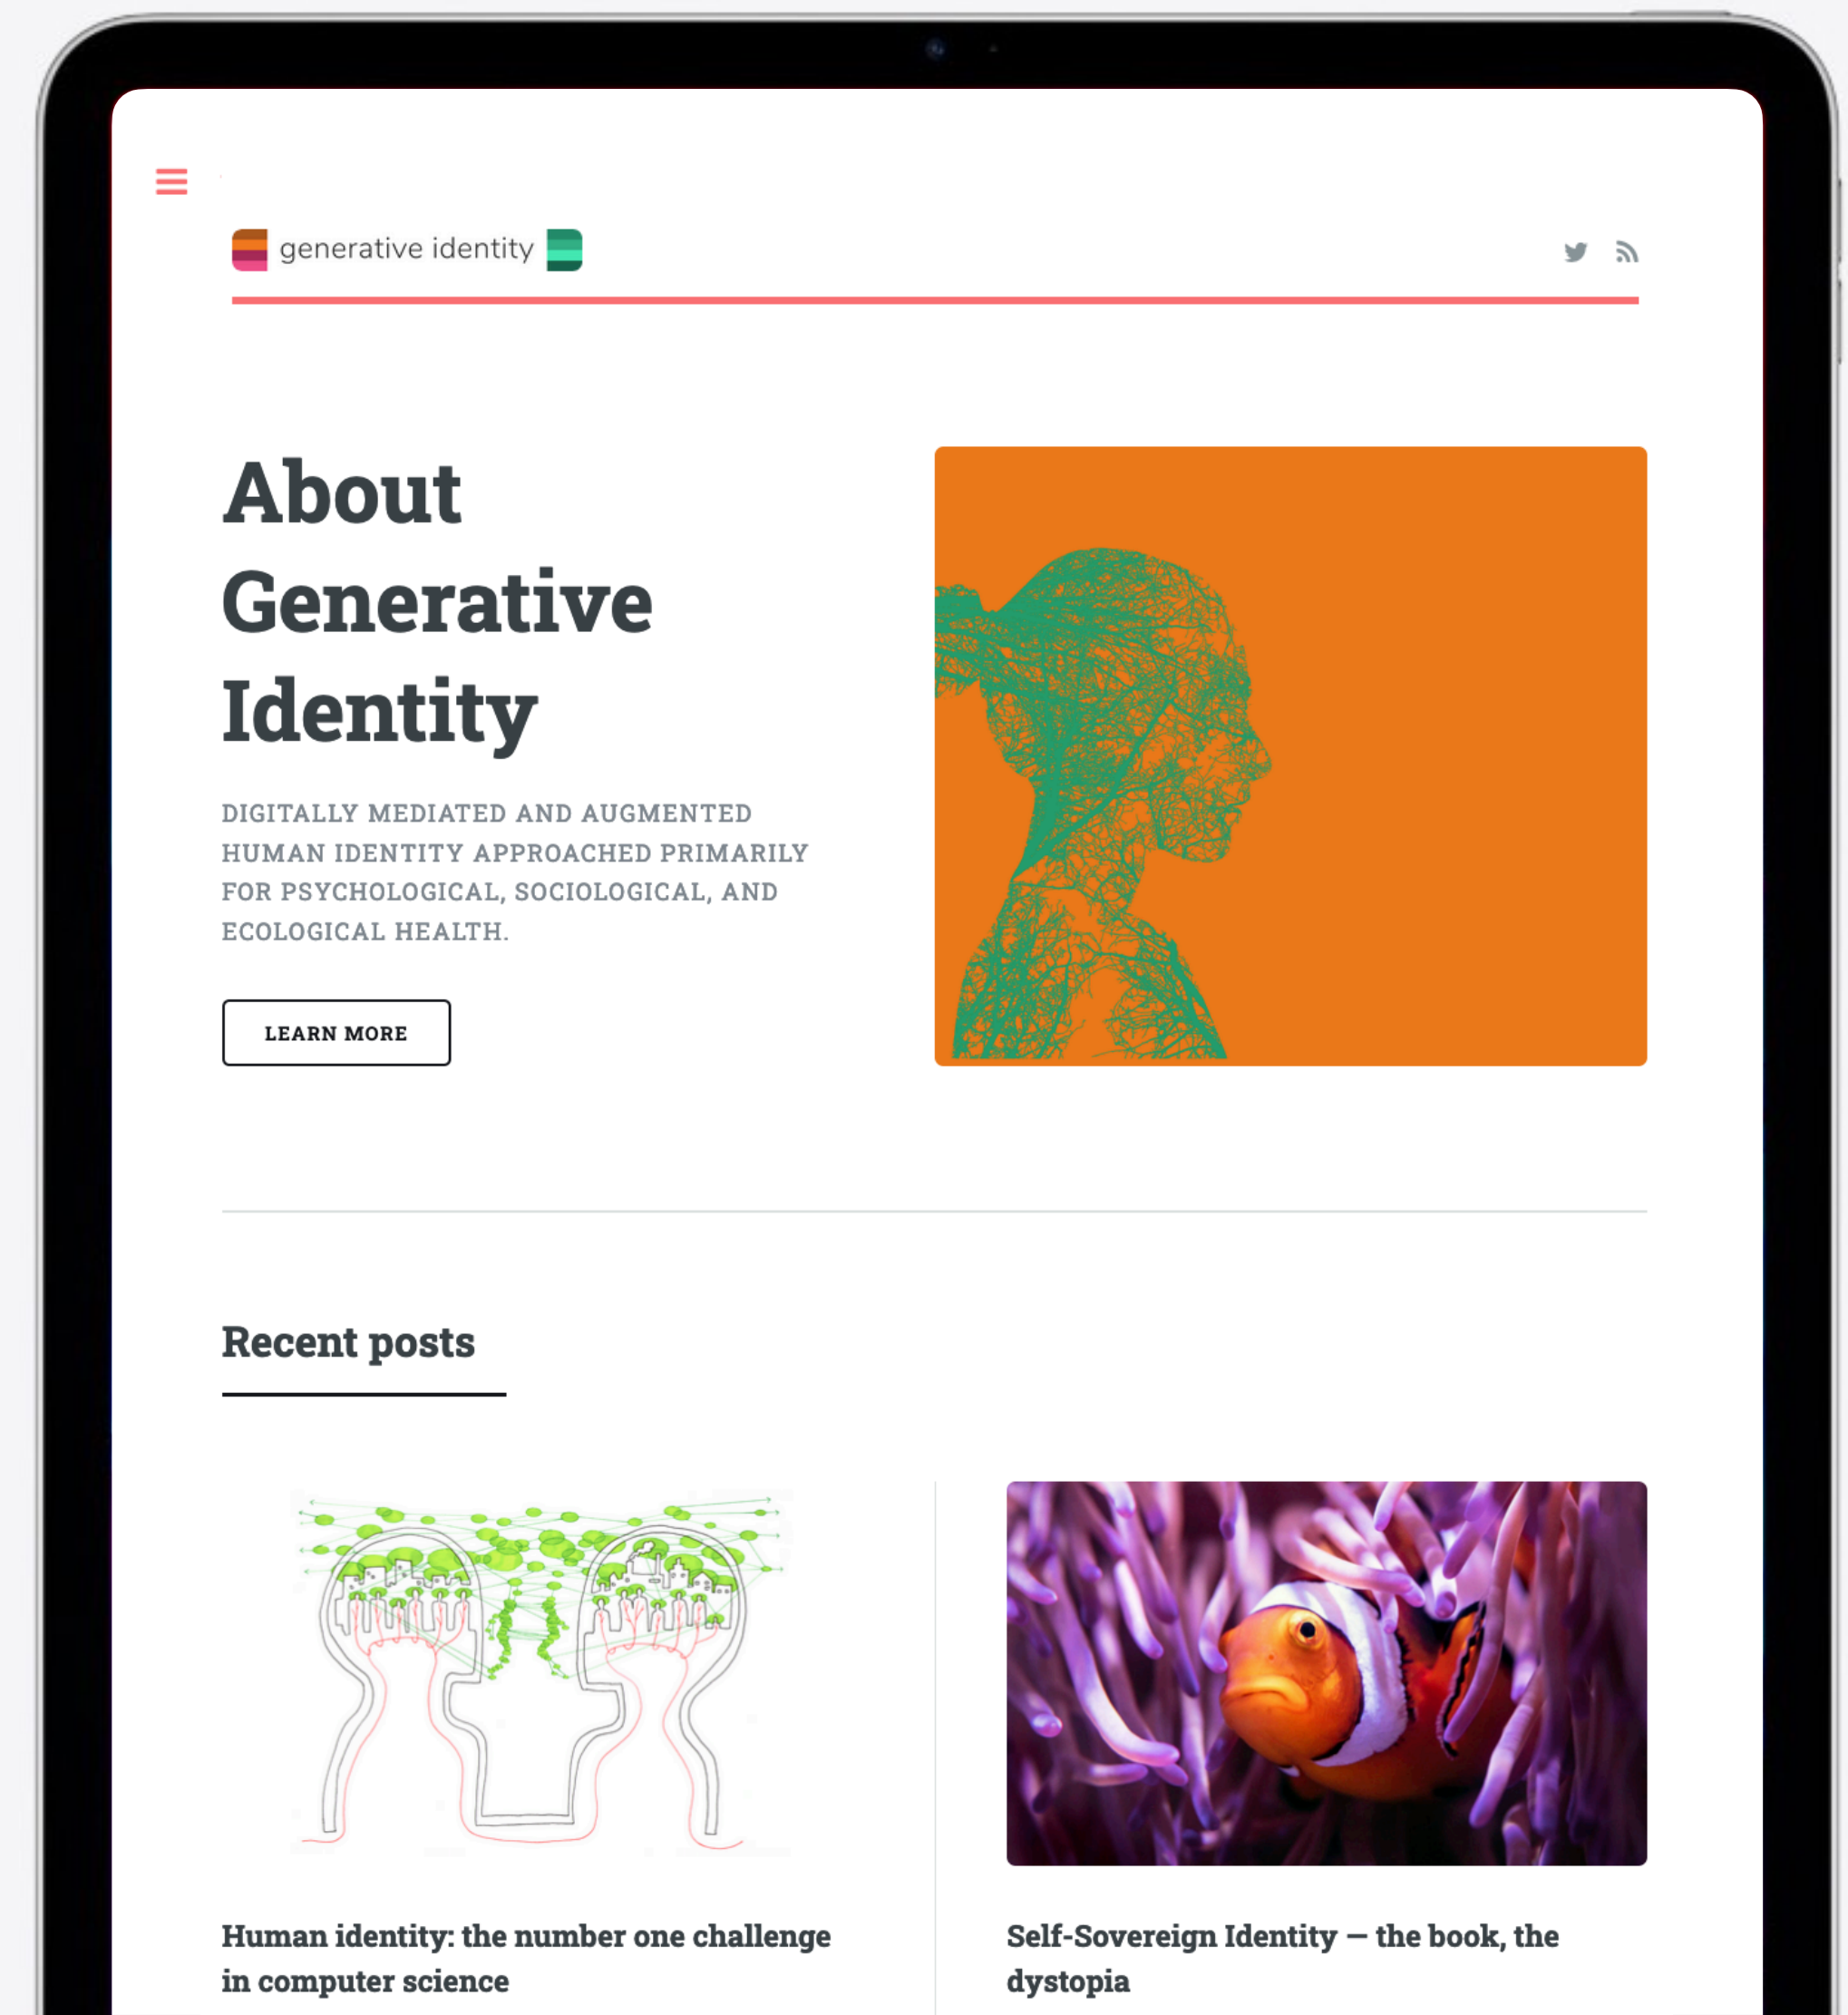 generative identity
About
Generative
Identity
DIGITALLY MEDIATED AND AUGMENTED
HUMAN IDENTITY APPROACHED PRIMARILY
FOR PSYCHOLOGICAL, SOCIOLOGICAL, AND
ECOLOGICAL HEALTH.
LEARN MORE
Recent posts
Human identity: the number one challenge
in computer science
Self-Sovereign Identity — the book, the
dystopia